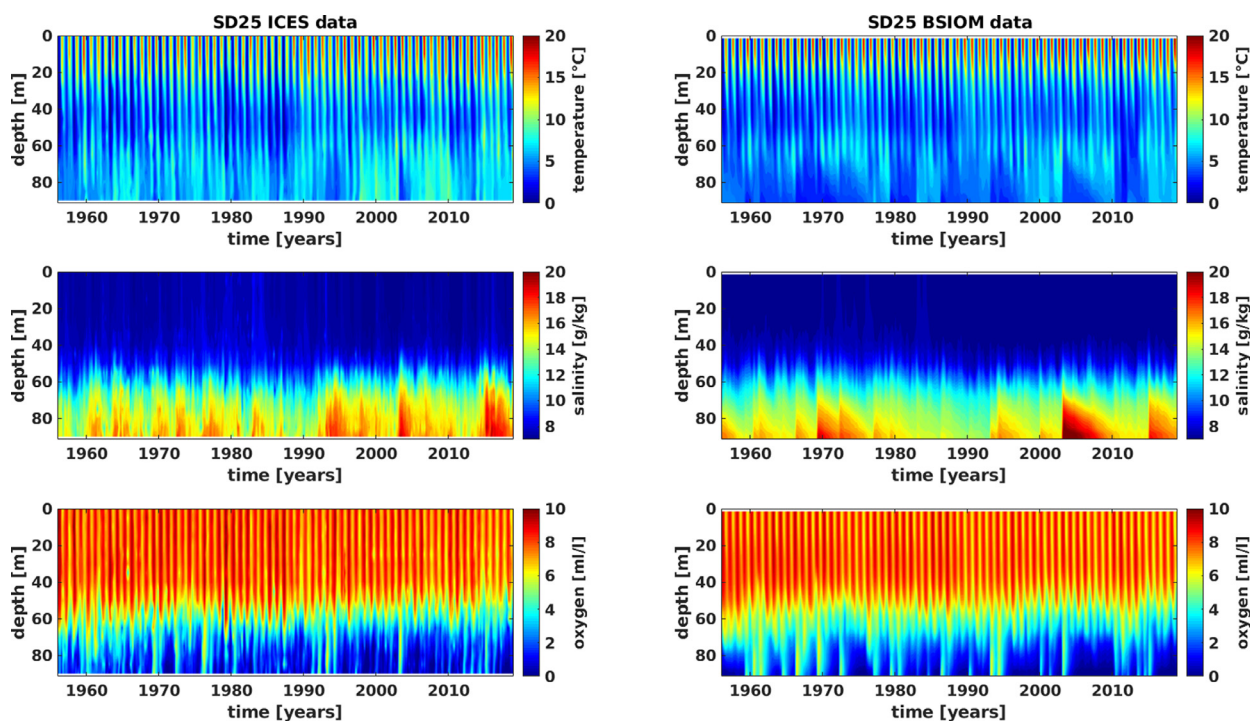 SD25 ICES data
SD25 BSIOM data
0
20
40
60
80
depth [m]
1960 1970 1980 1990 2000 2010
time [years]
20
15
10
5
0
temperature [°C]
0
20
40
60
80
depth [m]
1960 1970 1980 1990 2000 2010
time [years]
20
15
10
5
0
temperature [°C]
0
20
40
60
80
depth [m]
1960 1970 1980 1990 2000 2010
time [years]
20
18
16
14
12
10
8
salinity [g/kg]
0
20
40
60
80
depth [m]
1960 1970 1980 1990 2000 2010
time [years]
20
18
16
14
12
10
8
salinity [g/kg]
0
20
40
60
80
depth [m]
1960 1970 1980 1990 2000 2010
time [years]
10
8
6
4
2
0
oxygen [ml/l]
0
20
40
60
80
depth [m]
1960 1970 1980 1990 2000 2010
time [years]
10
8
6
4
2
0
oxygen [ml/l]